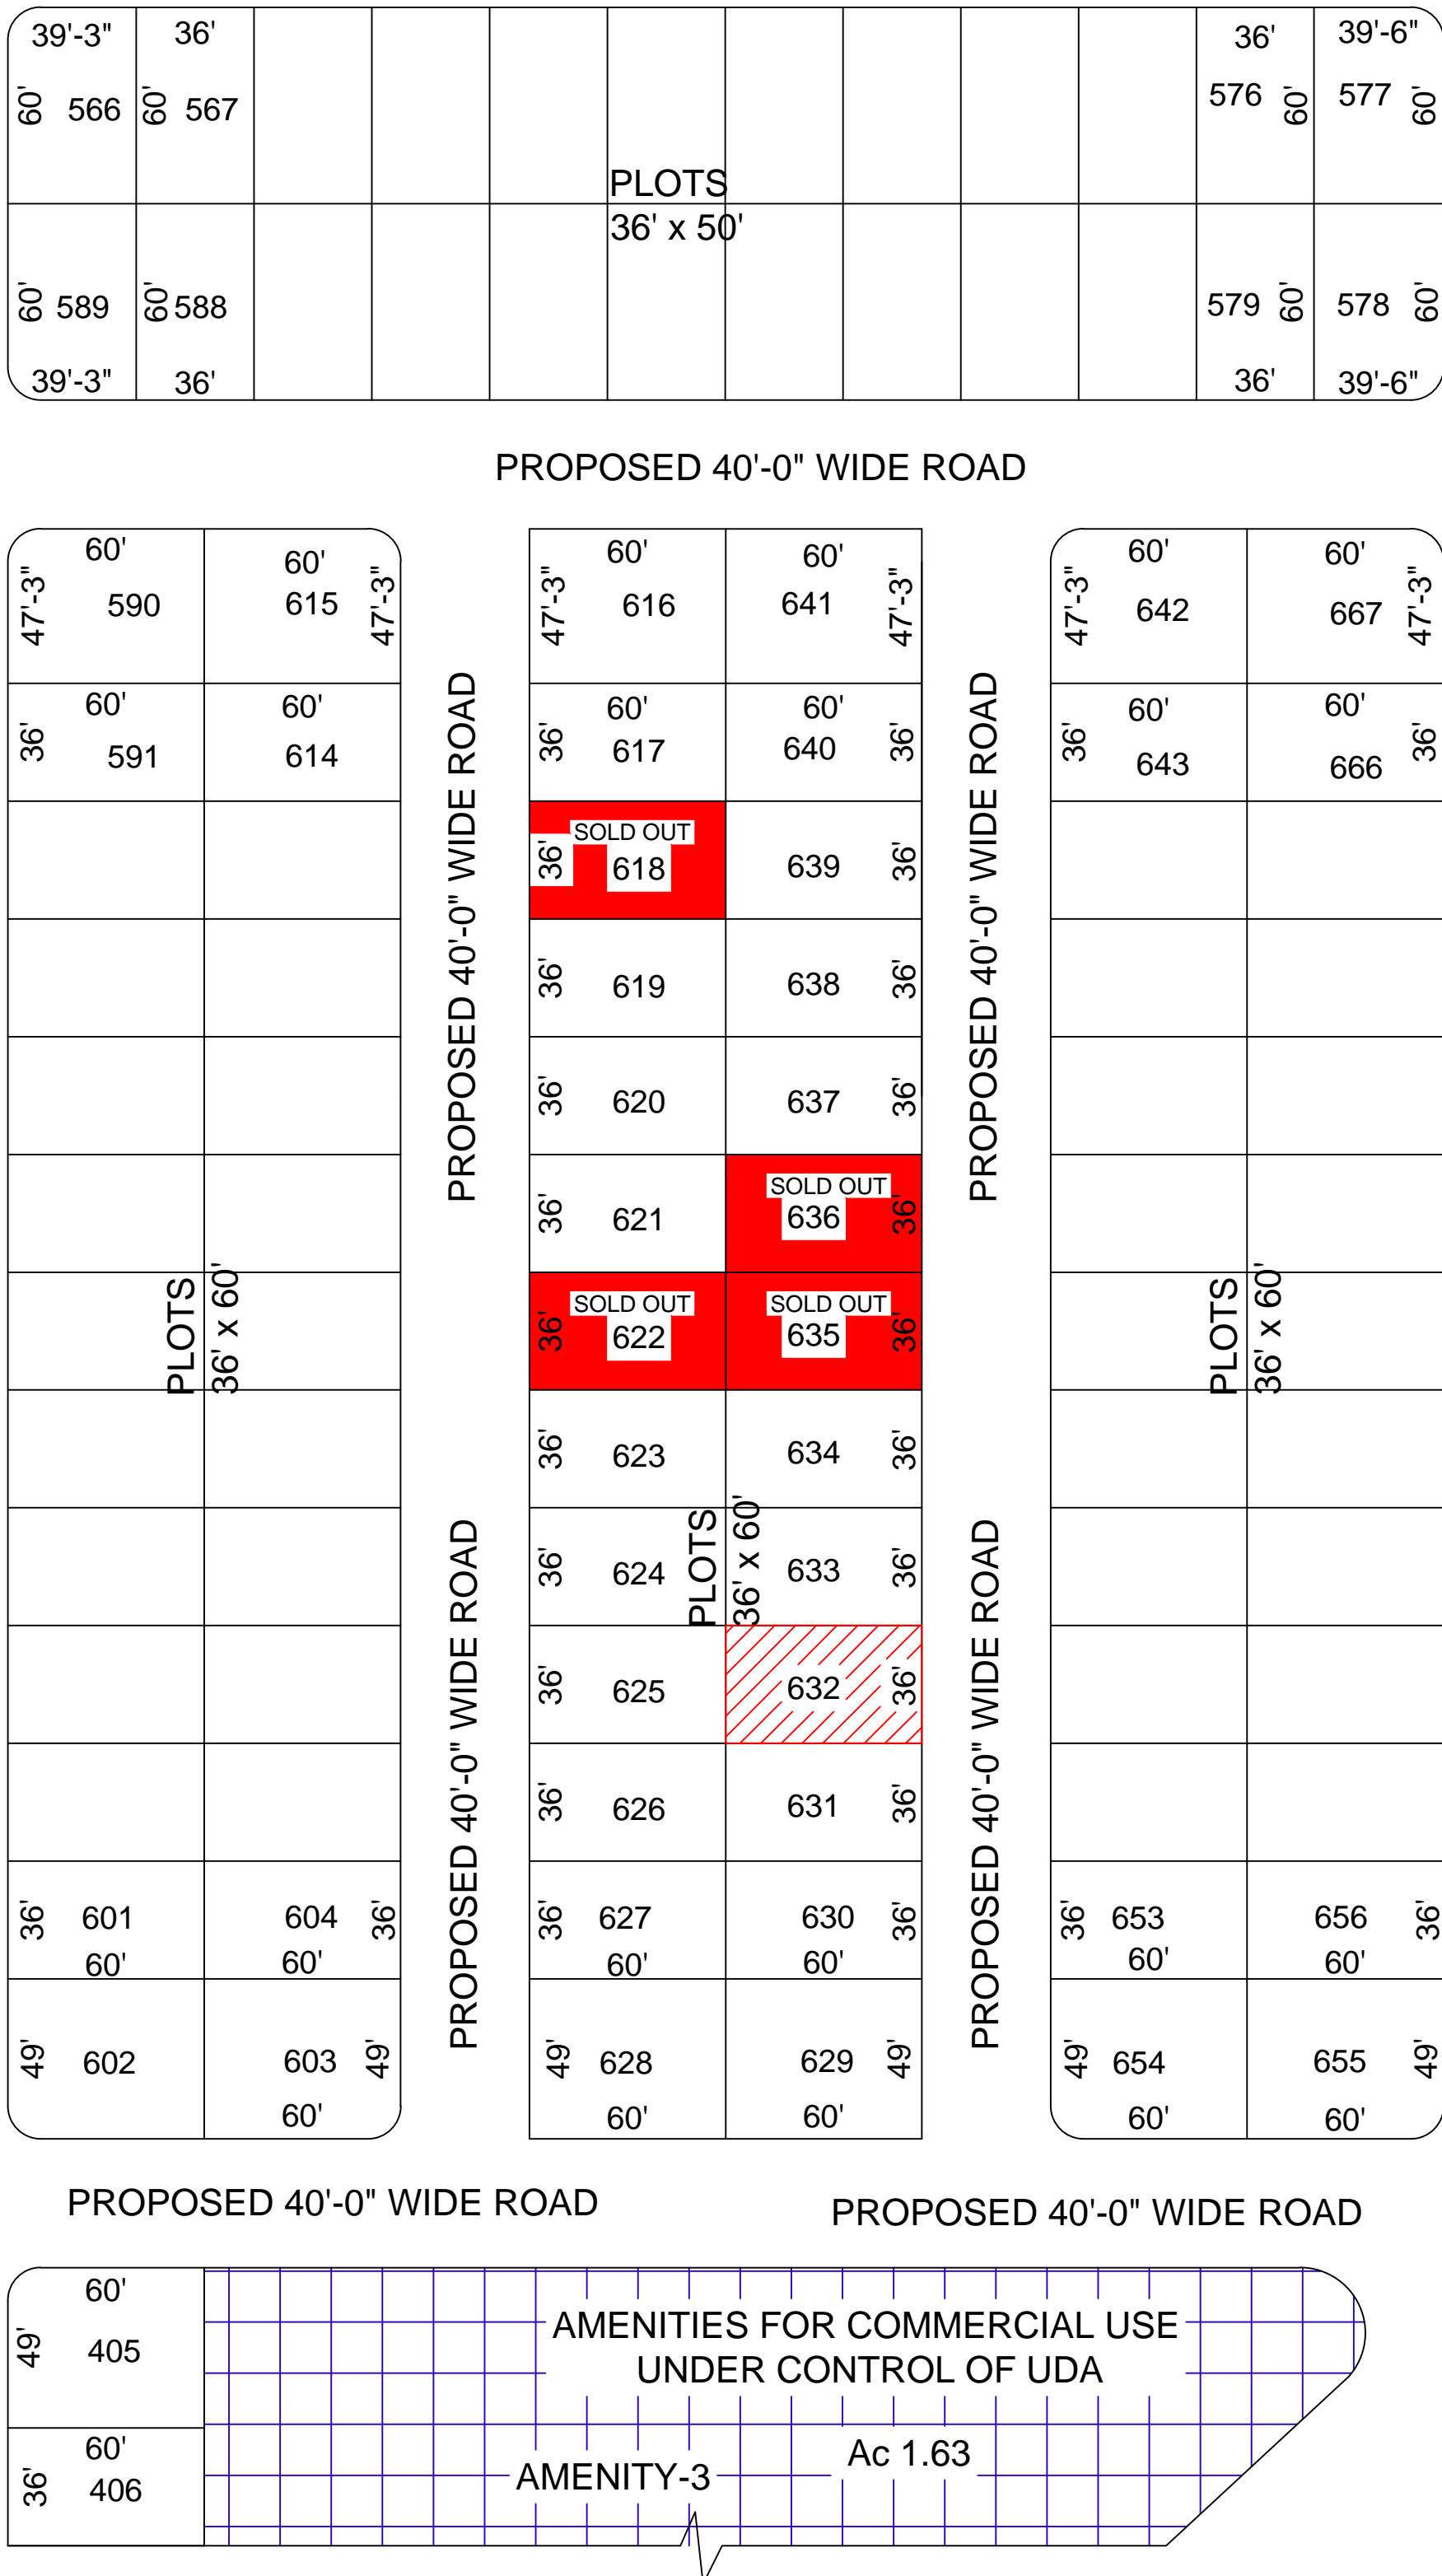 39'-3" 36' 36' 39'-6"
60' 566 60' 567 576 60' 577 60'
PLOTS
36' x 50'
60' 589 60' 588 579 60' 578 60'
39'-3" 36' 36' 39'-6"
PROPOSED 40'-0" WIDE ROAD
60' 60' 60' 60' 60' 60'
47'-3" 590 615 47'-3" 47'-3" 616 641 47'-3" 47'-3" 642 667 47'-3"
60' 60' 60' 60' 60' 60'
36' 591 614 36' 617 640 36' 36' 643 666 36'
PROPOSED 40'-0" WIDE ROAD
PROPOSED 40'-0" WIDE ROAD
SOLD OUT
36' 618 639 36'
36' 619 638 36'
36' 620 637 36'
SOLD OUT
36' 621 636 36'
SOLD OUT SOLD OUT
36' 622 635 36'
PLOTS
36' x 60'
PLOTS
36' x 60'
36' 623 634 36'
36' 624 633 36'
PLOTS
36' x 60'
36' 625 632 36'
36' 626 631 36'
PROPOSED 40'-0" WIDE ROAD
PROPOSED 40'-0" WIDE ROAD
36' 601 604 36' 36' 627 630 36' 36' 653 656 36'
60' 60' 60' 60' 60' 60'
49' 602 603 49' 49' 628 629 49' 49' 654 655 49'
60' 60' 60' 60' 60'
PROPOSED 40'-0" WIDE ROAD
PROPOSED 40'-0" WIDE ROAD
60'
49' 405
60'
36' 406
AMENITIES FOR COMMERCIAL USE
UNDER CONTROL OF UDA
Ac 1.63
AMENITY-3